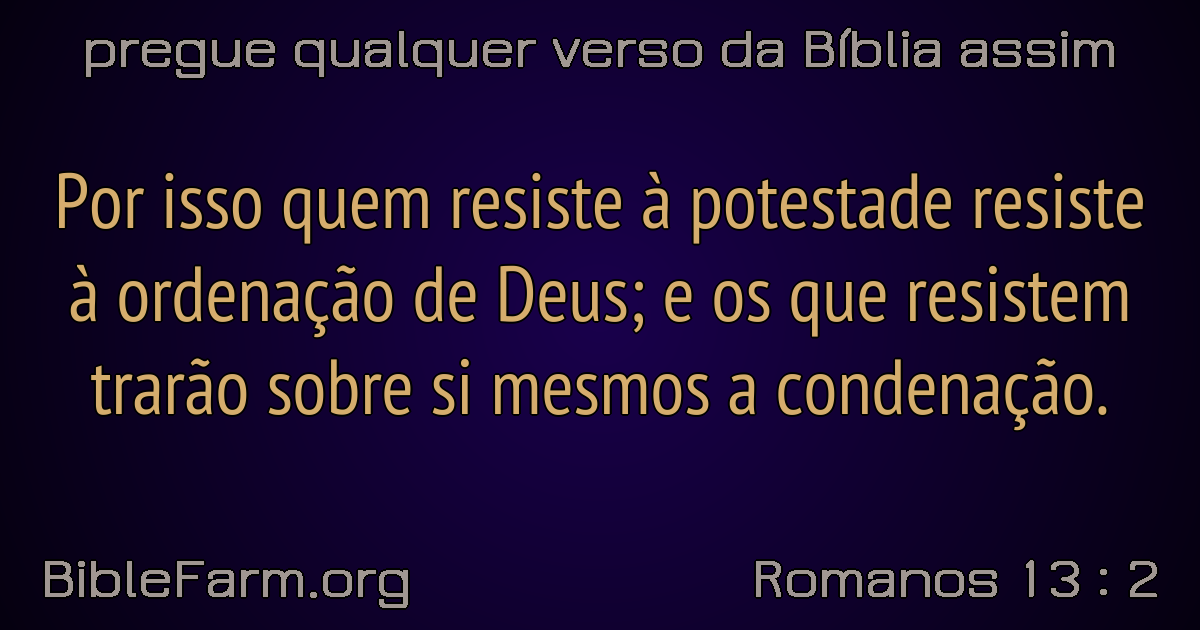 pregue qualquer verso da Bíblia assim
Por isso quem resiste à potestade resiste
à ordenação de Deus; e os que resistem
trarão sobre si mesmos a condenação.
BibleFarm.org
Romanos 13 : 2